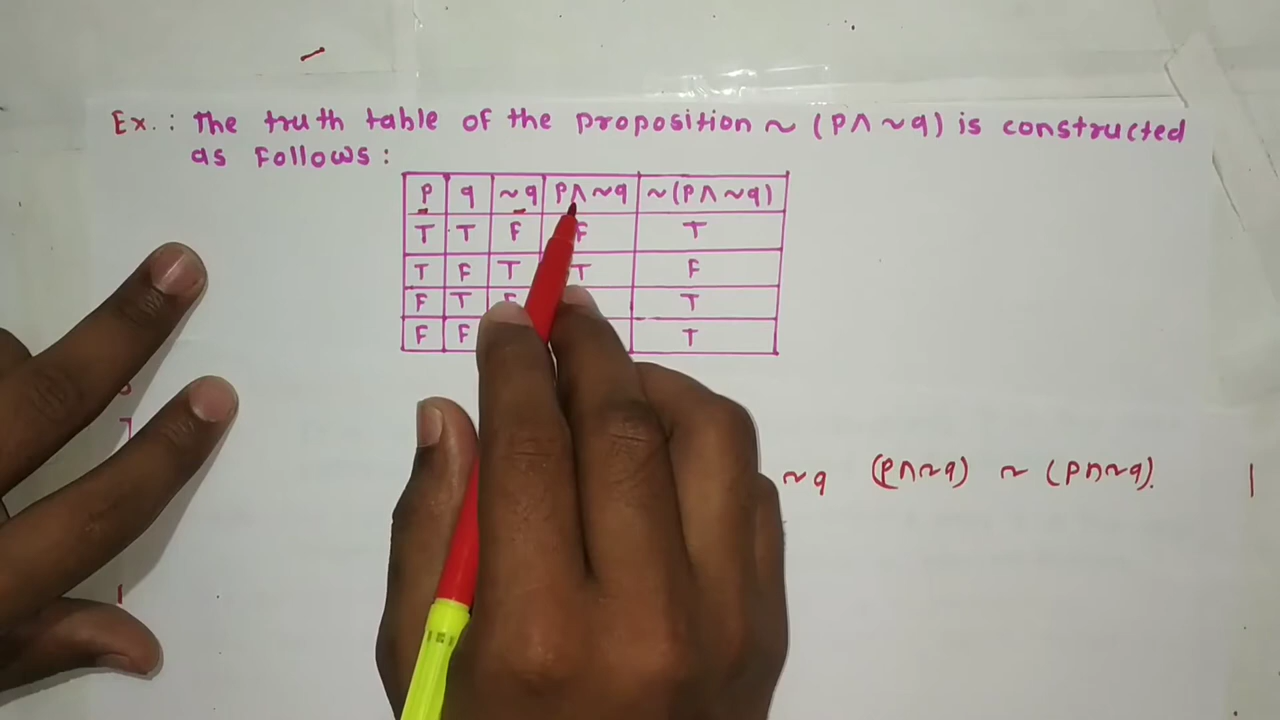 Ex.: The truth table of the proposition ~ (p∧ ~q) is constructed
as follows:
p q ~q p∧ ~q ~(p∧ ~q)
T T F F T
T F T T F
F T F T
F F T
~q (p∧~q) ~ (p∧~q).